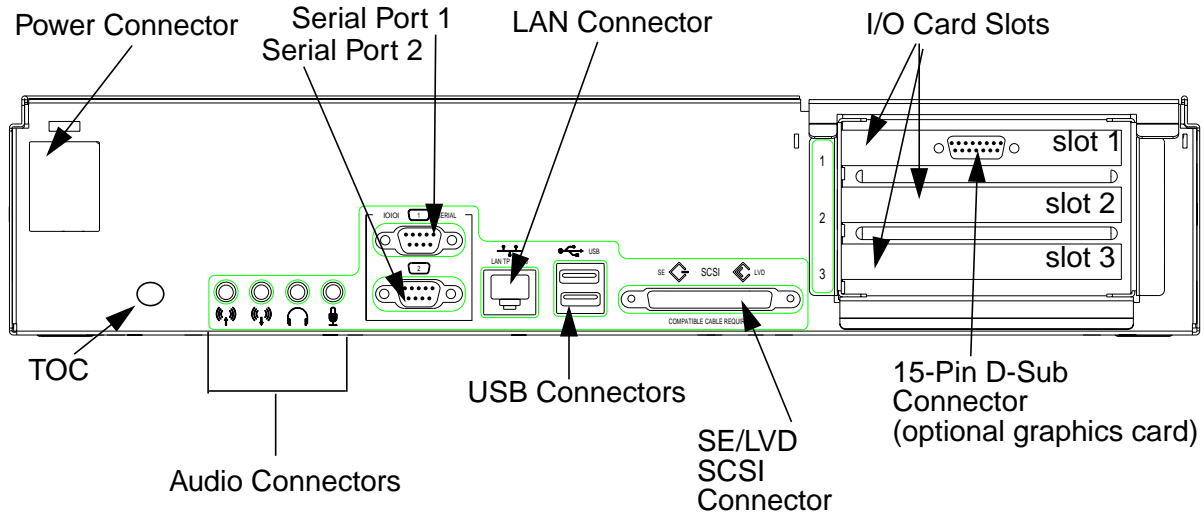 Power Connector
Serial Port 1
Serial Port 2
LAN Connector
I/O Card Slots
slot 1
1
slot 2
2
slot 3
3
IOIOI 1 SERIAL
2
LAN TP
USB
SE SCSI LVD
COMPATIBLE CABLE
TOC
Audio Connectors
USB Connectors
SE/LVD
SCSI
Connector
15-Pin D-Sub
Connector
(optional graphics card)